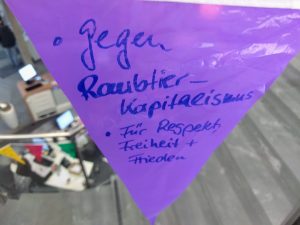 • Gegen
Raubtier-
Kapitalismus
• Für Respekt,
Freiheit +
Frieden